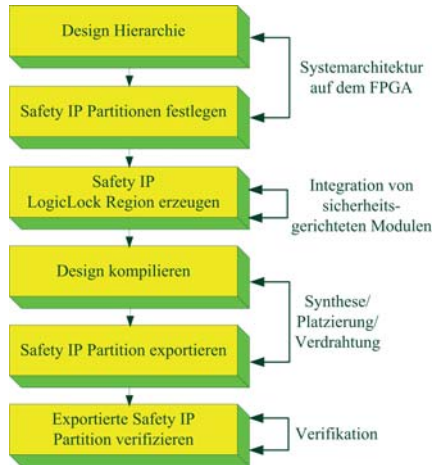 Design Hierarchie
Systemarchitektur
auf dem FPGA
Safety IP Partitionen festlegen
Safety IP
LogicLock Region erzeugen
Integration von
sicherheits-
gerichteten Modulen
Design kompilieren
Synthese/
Platzierung/
Verdrahtung
Safety IP Partition exportieren
Exportierte Safety IP
Partition verifizieren
Verifikation